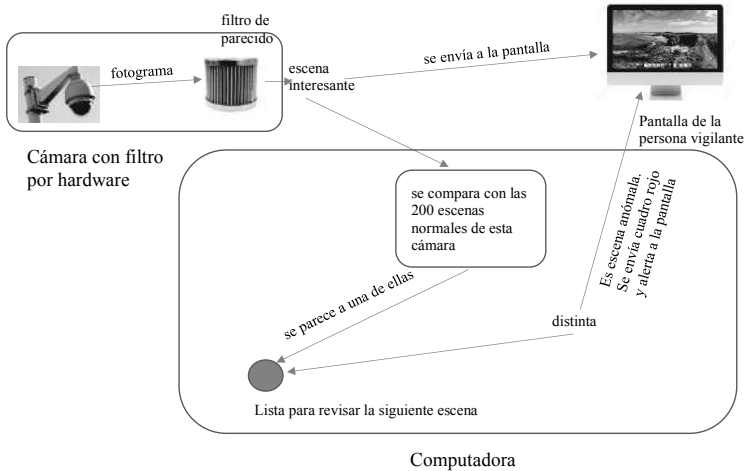 filtro de
parecido
fotograma
escena
interesante
se envía a la pantalla
Pantalla de la
persona vigilante
Cámara con filtro
por hardware
se compara con las
200 escenas
normales de esta
cámara
Es escena anómala.
Se envía cuadro rojo
y alerta a la pantalla
se parece a una de ellas
distinta
Lista para revisar la siguiente escena
Computadora